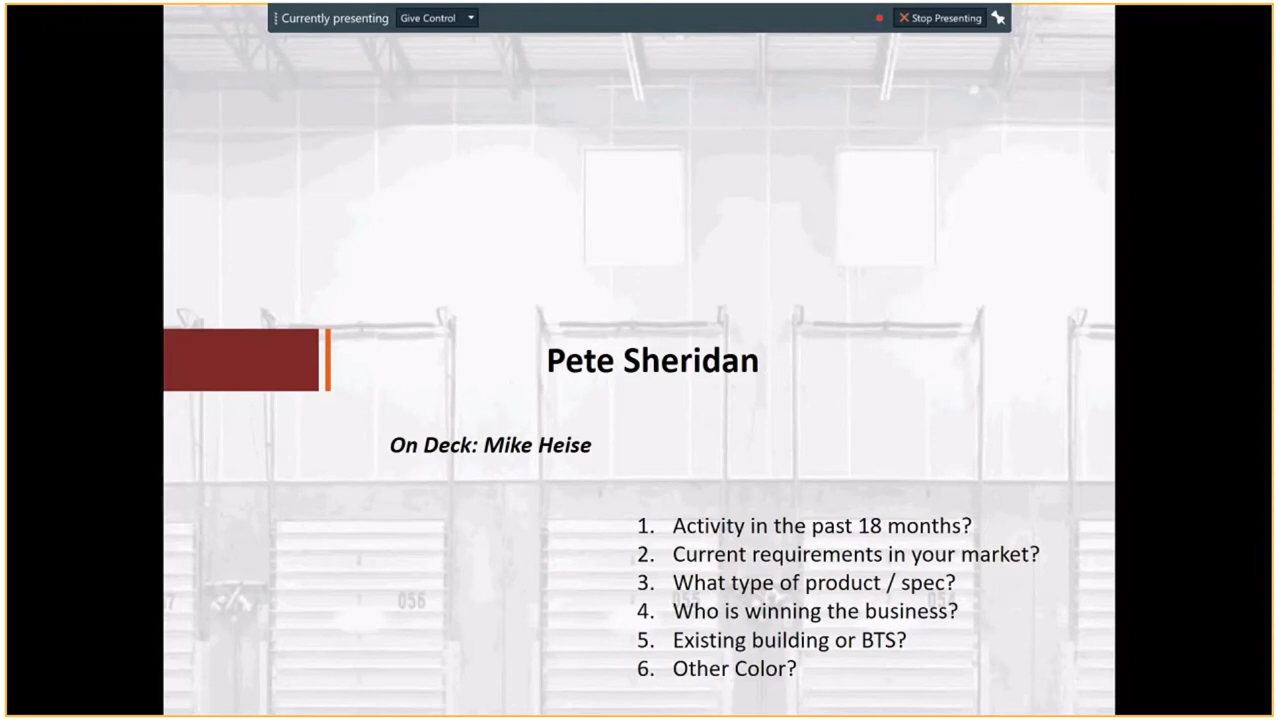 Currently presenting
Give Control
Stop Presenting
Pete Sheridan
On Deck: Mike Heise
1. Activity in the past 18 months?
2. Current requirements in your market?
3. What type of product / spec?
4. Who is winning the business?
5. Existing building or BTS?
6. Other Color?
056